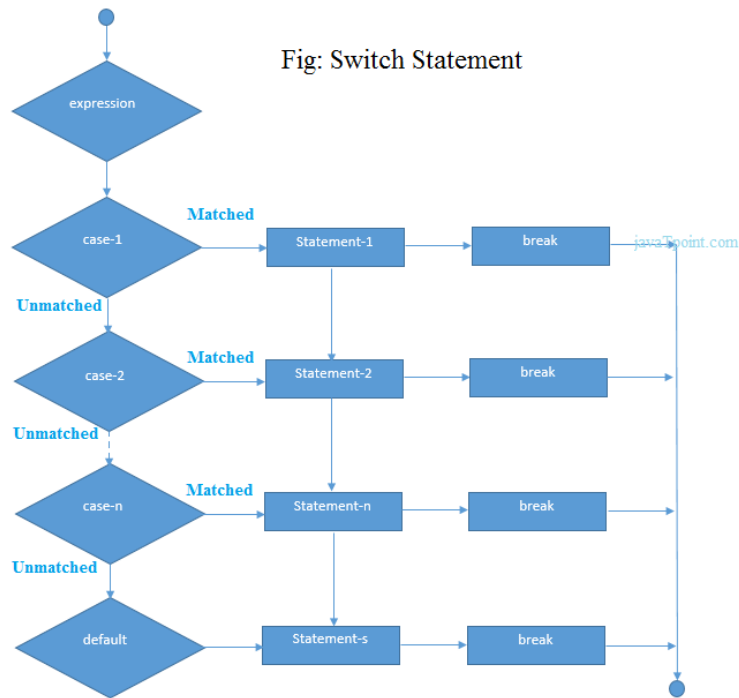 Fig: Switch Statement
expression
Matched
case-1
Statement-1
break
javaTpoint.com
Unmatched
Matched
case-2
Statement-2
break
Unmatched
Matched
case-n
Statement-n
break
Unmatched
default
Statement-s
break